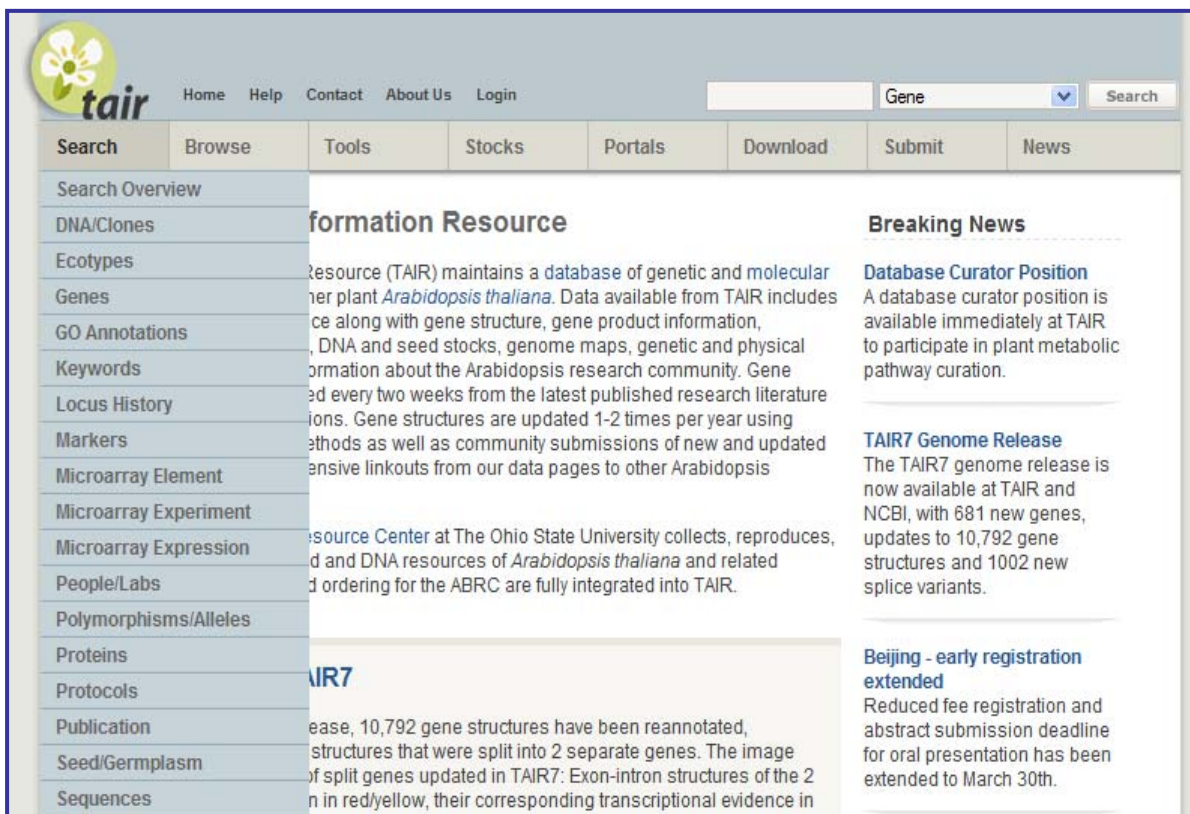 tair
Home Help Contact About Us Login
Gene
Search
Search Browse Tools Stocks Portals Download Submit News
Search Overview
DNA/Clones
Ecotypes
Genes
GO Annotations
Keywords
Locus History
Markers
Microarray Element
Microarray Experiment
Microarray Expression
People/Labs
Polymorphisms/Alleles
Proteins
Protocols
Publication
Seed/Germplasm
Sequences
formation Resource
Resource (TAIR) maintains a database of genetic and molecular
her plant Arabidopsis thaliana. Data available from TAIR includes
ce along with gene structure, gene product information,
, DNA and seed stocks, genome maps, genetic and physical
ormation about the Arabidopsis research community. Gene
ed every two weeks from the latest published research literature
ions. Gene structures are updated 1-2 times per year using
ethods as well as community submissions of new and updated
ensive linkouts from our data pages to other Arabidopsis
esource Center at The Ohio State University collects, reproduces,
d and DNA resources of Arabidopsis thaliana and related
d ordering for the ABRC are fully integrated into TAIR.
AIR7
ease, 10,792 gene structures have been reannotated,
structures that were split into 2 separate genes. The image
of split genes updated in TAIR7: Exon-intron structures of the 2
n in red/yellow, their corresponding transcriptional evidence in
Breaking News
Database Curator Position
A database curator position is
available immediately at TAIR
to participate in plant metabolic
pathway curation.
TAIR7 Genome Release
The TAIR7 genome release is
now available at TAIR and
NCBI, with 681 new genes,
updates to 10,792 gene
structures and 1002 new
splice variants.
Beijing - early registration
extended
Reduced fee registration and
abstract submission deadline
for oral presentation has been
extended to March 30th.